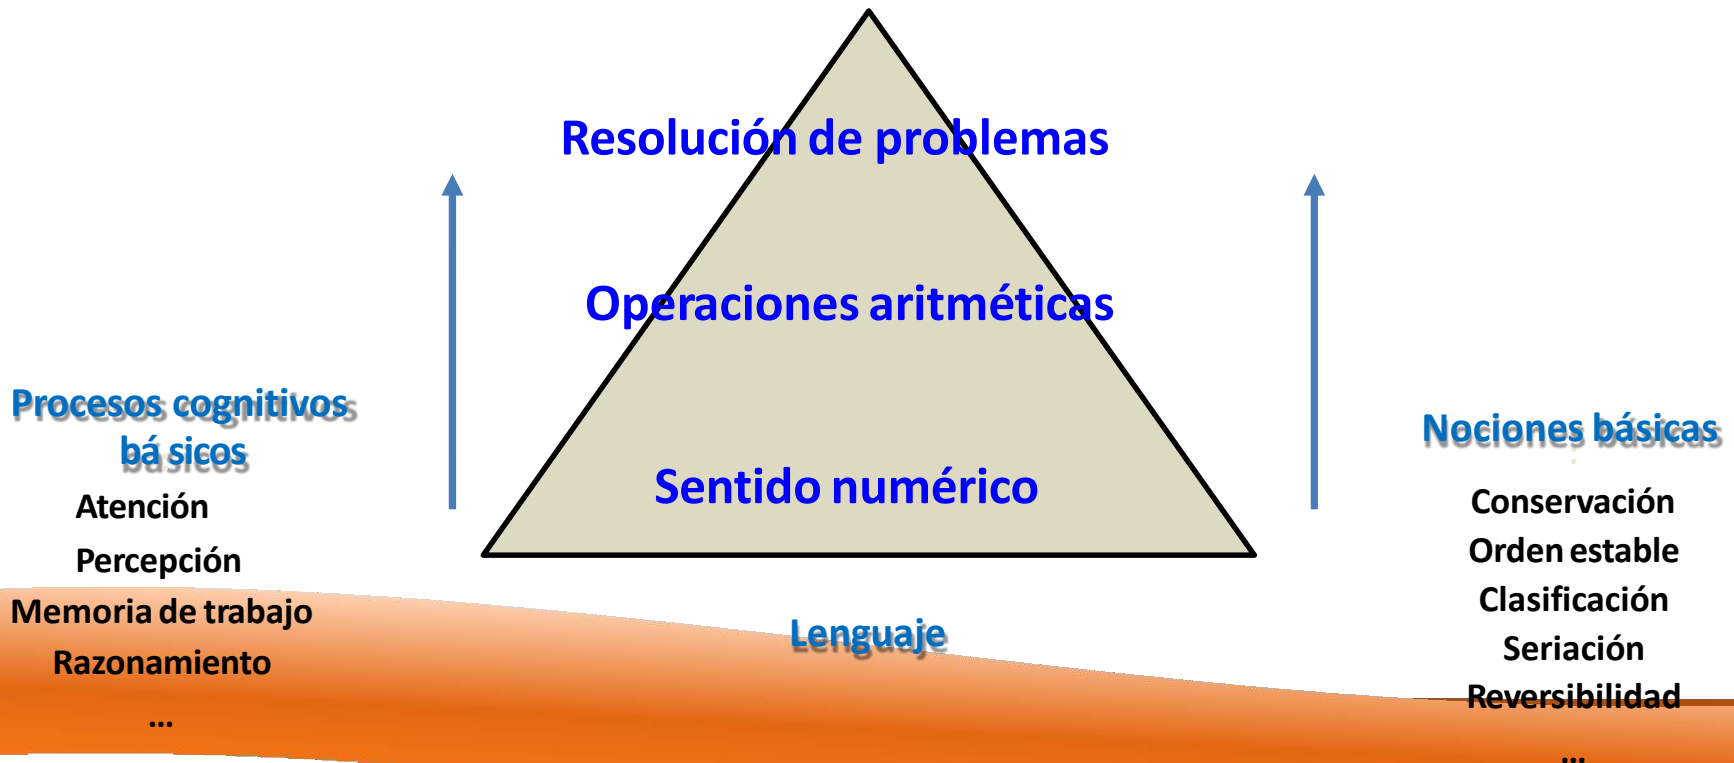 Resolución de problemas
Operaciones aritméticas
Sentido numérico
Procesos cognitivos
bá sicos
Atención
Percepción
Memoria de trabajo
Razonamiento
...
Lenguaje
Nociones básicas
:
Conservación
Orden estable
Clasificación
Seriación
Reversibilidad
...